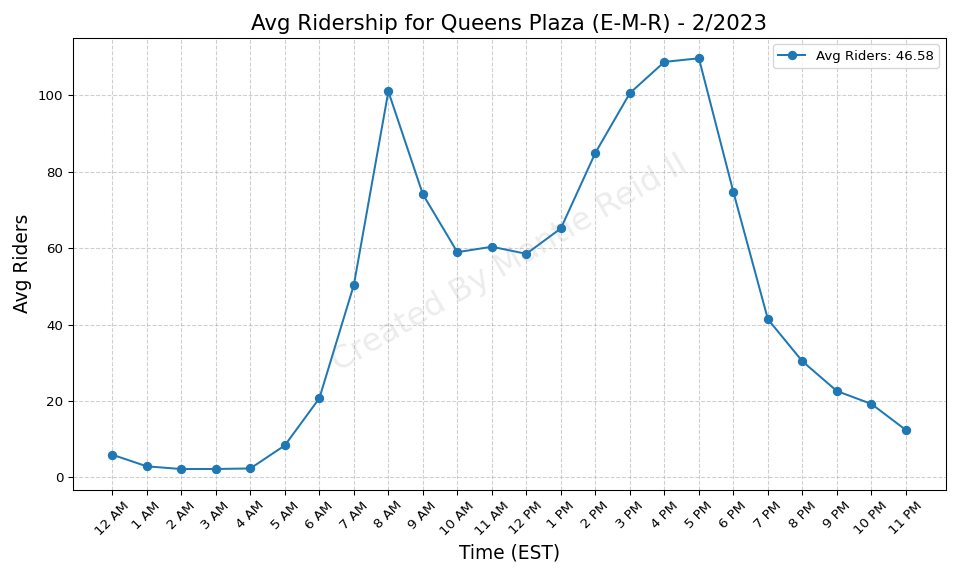 Avg Ridership for Queens Plaza (E-M-R) - 2/2023
Avg Riders: 46.58
100
80
60
40
20
0
Avg Riders
Created By Mantie Reid II
12 AM
1 AM
2 AM
3 AM
4 AM
5 AM
6 AM
7 AM
8 AM
9 AM
10 AM
11 AM
12 PM
1 PM
2 PM
3 PM
4 PM
5 PM
6 PM
7 PM
8 PM
9 PM
10 PM
11 PM
Time (EST)